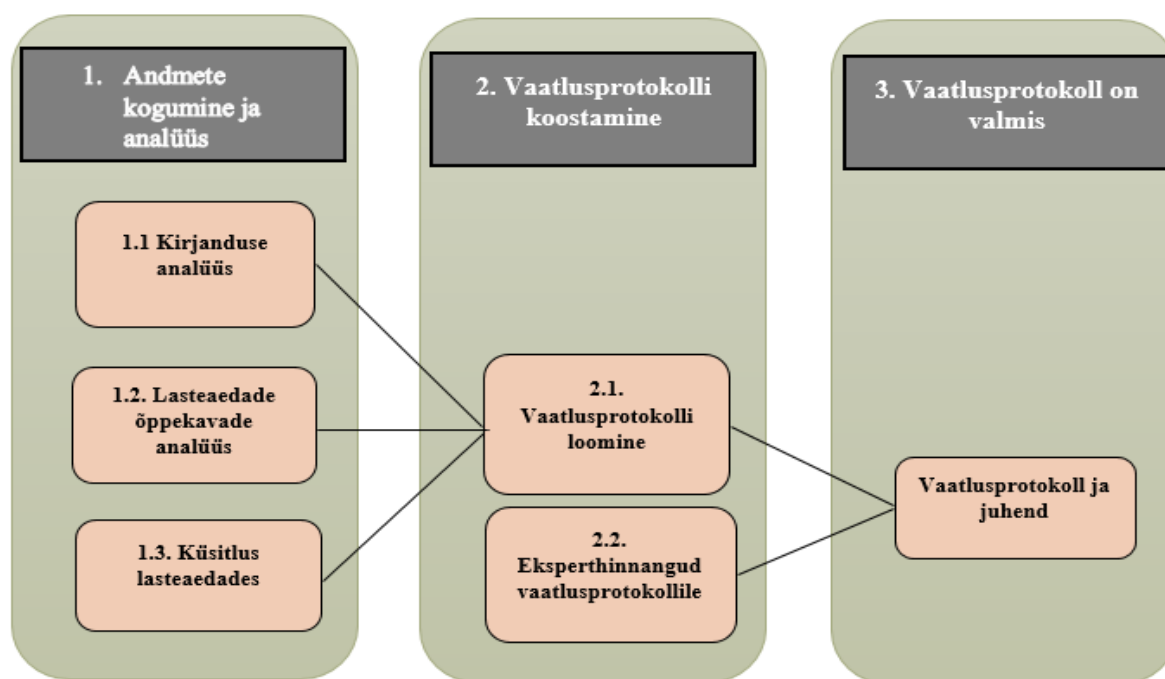 1. Andmete
kogumine ja
analüüs
1.1 Kirjanduse
analüüs
1.2. Lasteaedade
õppekavade
analüüs
1.3. Küsitlus
lasteaedades
2. Vaatlusprotokolli
koostamine
2.1.
Vaatlusprotokolli
loomine
2.2.
Eksperthinnangud
vaatlusprotokollile
3. Vaatlusprotokoll on
valmis
Vaatlusprotokoll ja
juhend